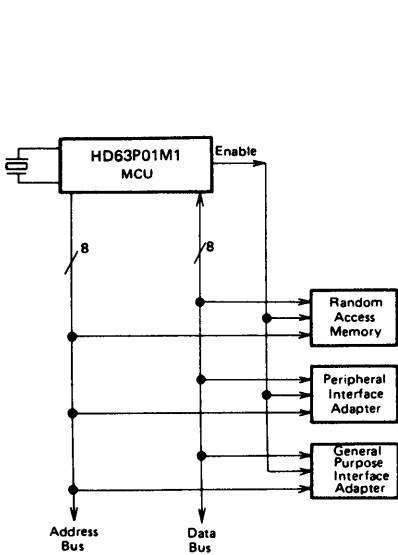 HD63P01M1
MCU
Enable
8
8
Random
Access
Memory
Peripheral
Interface
Adapter
General
Purpose
Interface
Adapter
Address
Bus
Data
Bus